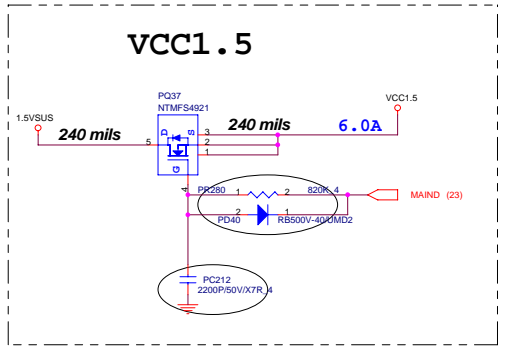 VCC1.5
PQ37
NTMFS4921
1.5VSUS
VCC1.5
240 mils
240 mils
6.0A
D
S
G
5
3
2
1
4
PR280
1
2
820K_4
MAIND (23)
PD40
2
1
RB500V-40/UMD2
PC212
2200P/50V/X7R_4